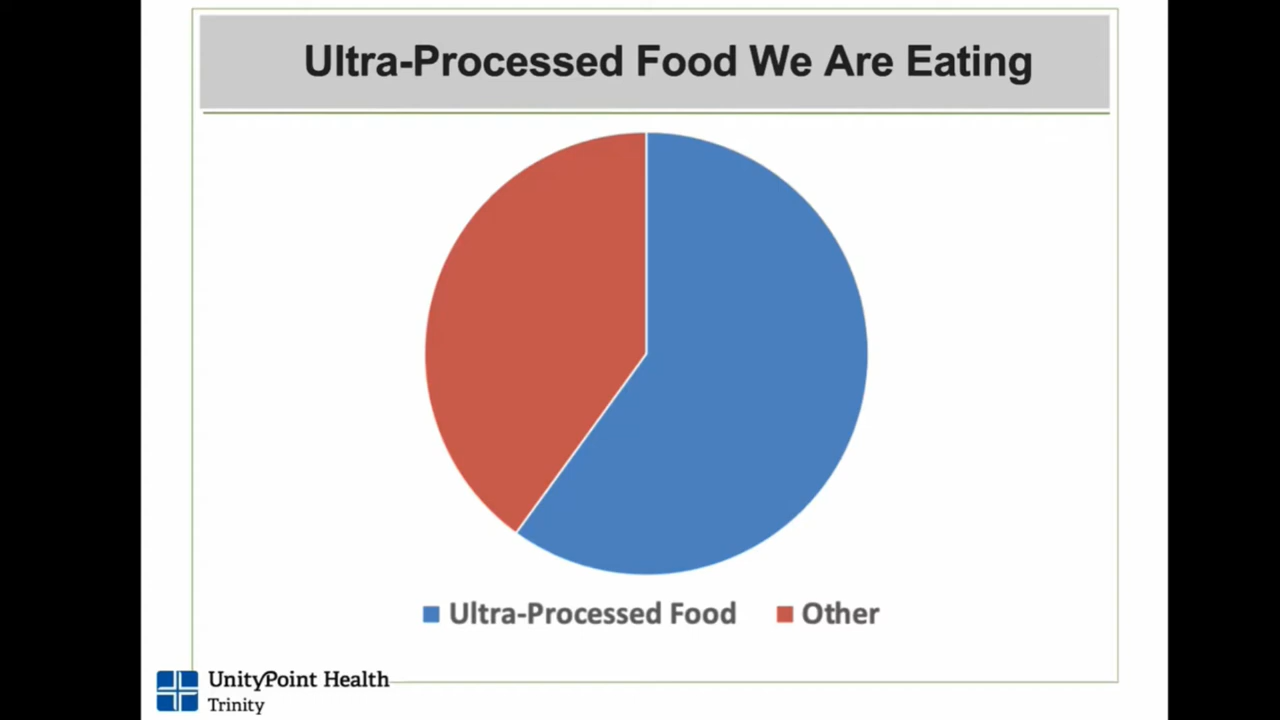 Ultra-Processed Food We Are Eating
Ultra-Processed Food Other
UnityPoint Health
Trinity